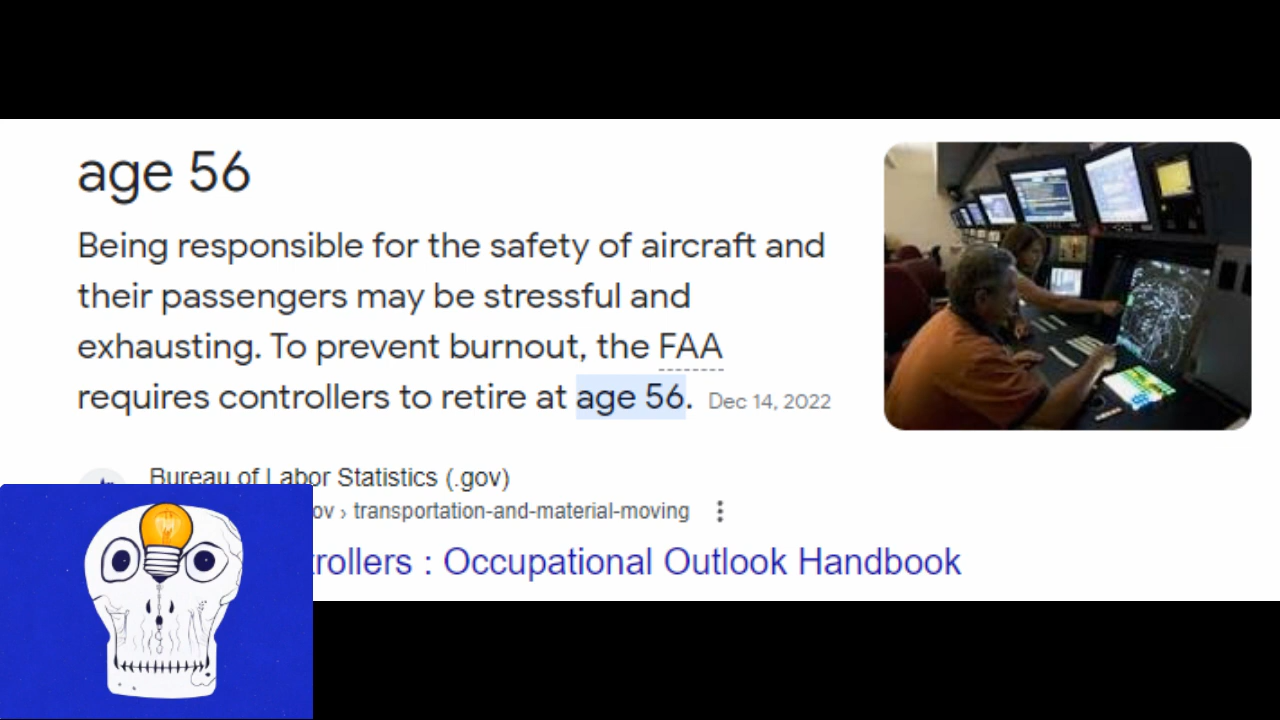 age 56
Being responsible for the safety of aircraft and
their passengers may be stressful and
exhausting. To prevent burnout, the FAA
requires controllers to retire at age 56. Dec 14, 2022
Bureau of Labor Statistics (.gov)
ov › transportation-and-material-moving
trollers : Occupational Outlook Handbook